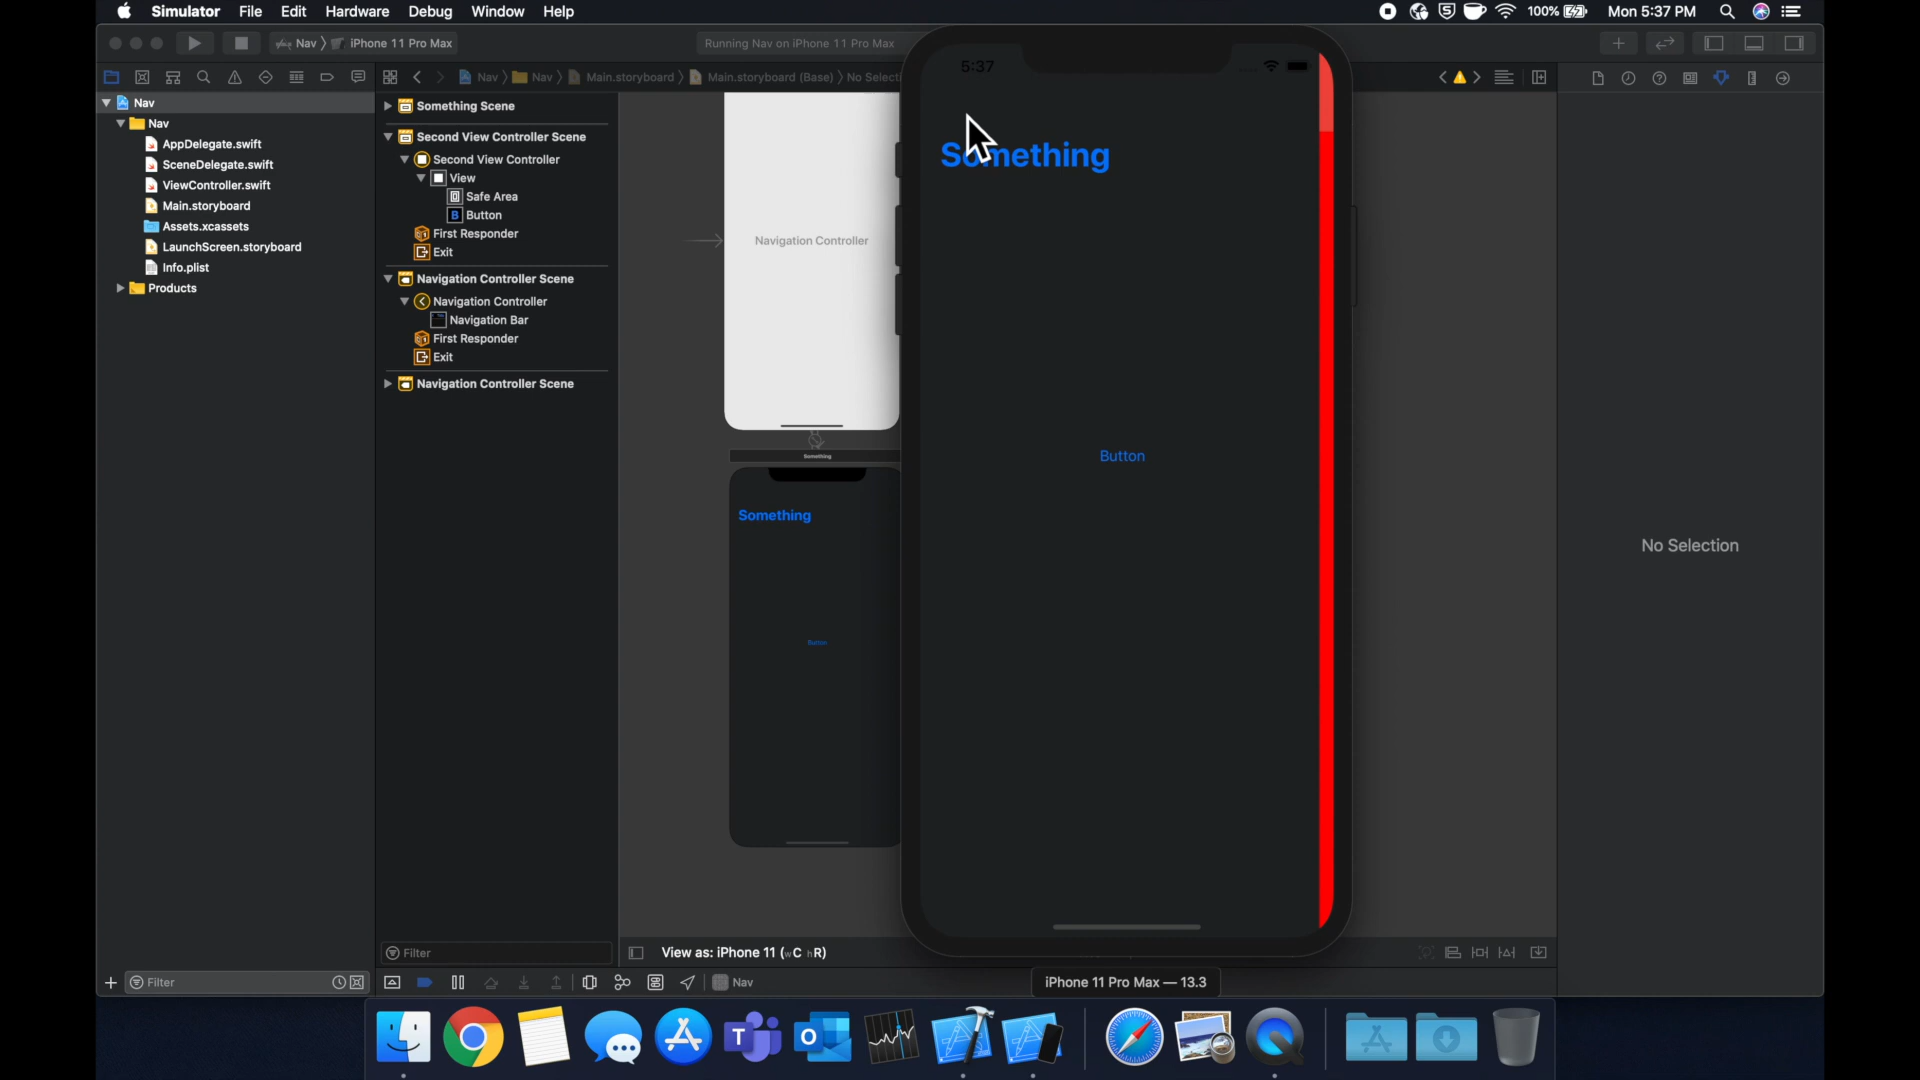 Simulator File Edit Hardware Debug Window Help
100% Mon 5:37 PM
Nav iPhone 11 Pro Max
Running Nav on iPhone 11 Pro Max
Nav Nav Main.storyboard Main.storyboard (Base) No Selecti
Nav
Nav
AppDelegate.swift
SceneDelegate.swift
ViewController.swift
Main.storyboard
Assets.xcassets
LaunchScreen.storyboard
Info.plist
Products
Filter
Something Scene
Second View Controller Scene
Second View Controller
View
Safe Area
Button
First Responder
Exit
Navigation Controller Scene
Navigation Controller
Navigation Bar
First Responder
Exit
Navigation Controller Scene
Filter
Navigation Controller
Something
Something
Button
5:37
Something
Button
No Selection
View as: iPhone 11 (wC hR)
Nav
iPhone 11 Pro Max — 13.3